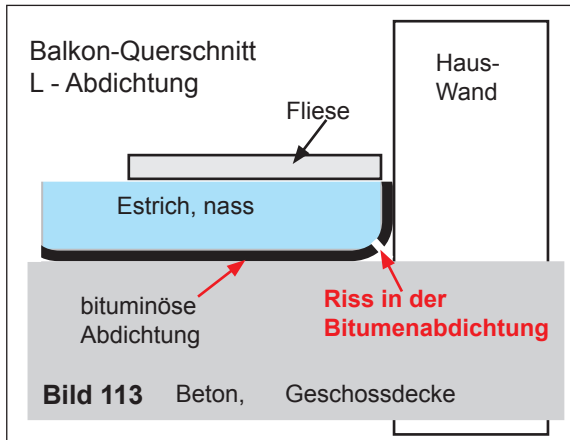 Balkon-Querschnitt
L - Abdichtung
Haus-
Wand
Fliese
Estrich, nass
bituminöse
Abdichtung
Riss in der
Bitumenabdichtung
Bild 113 Beton, Geschossdecke